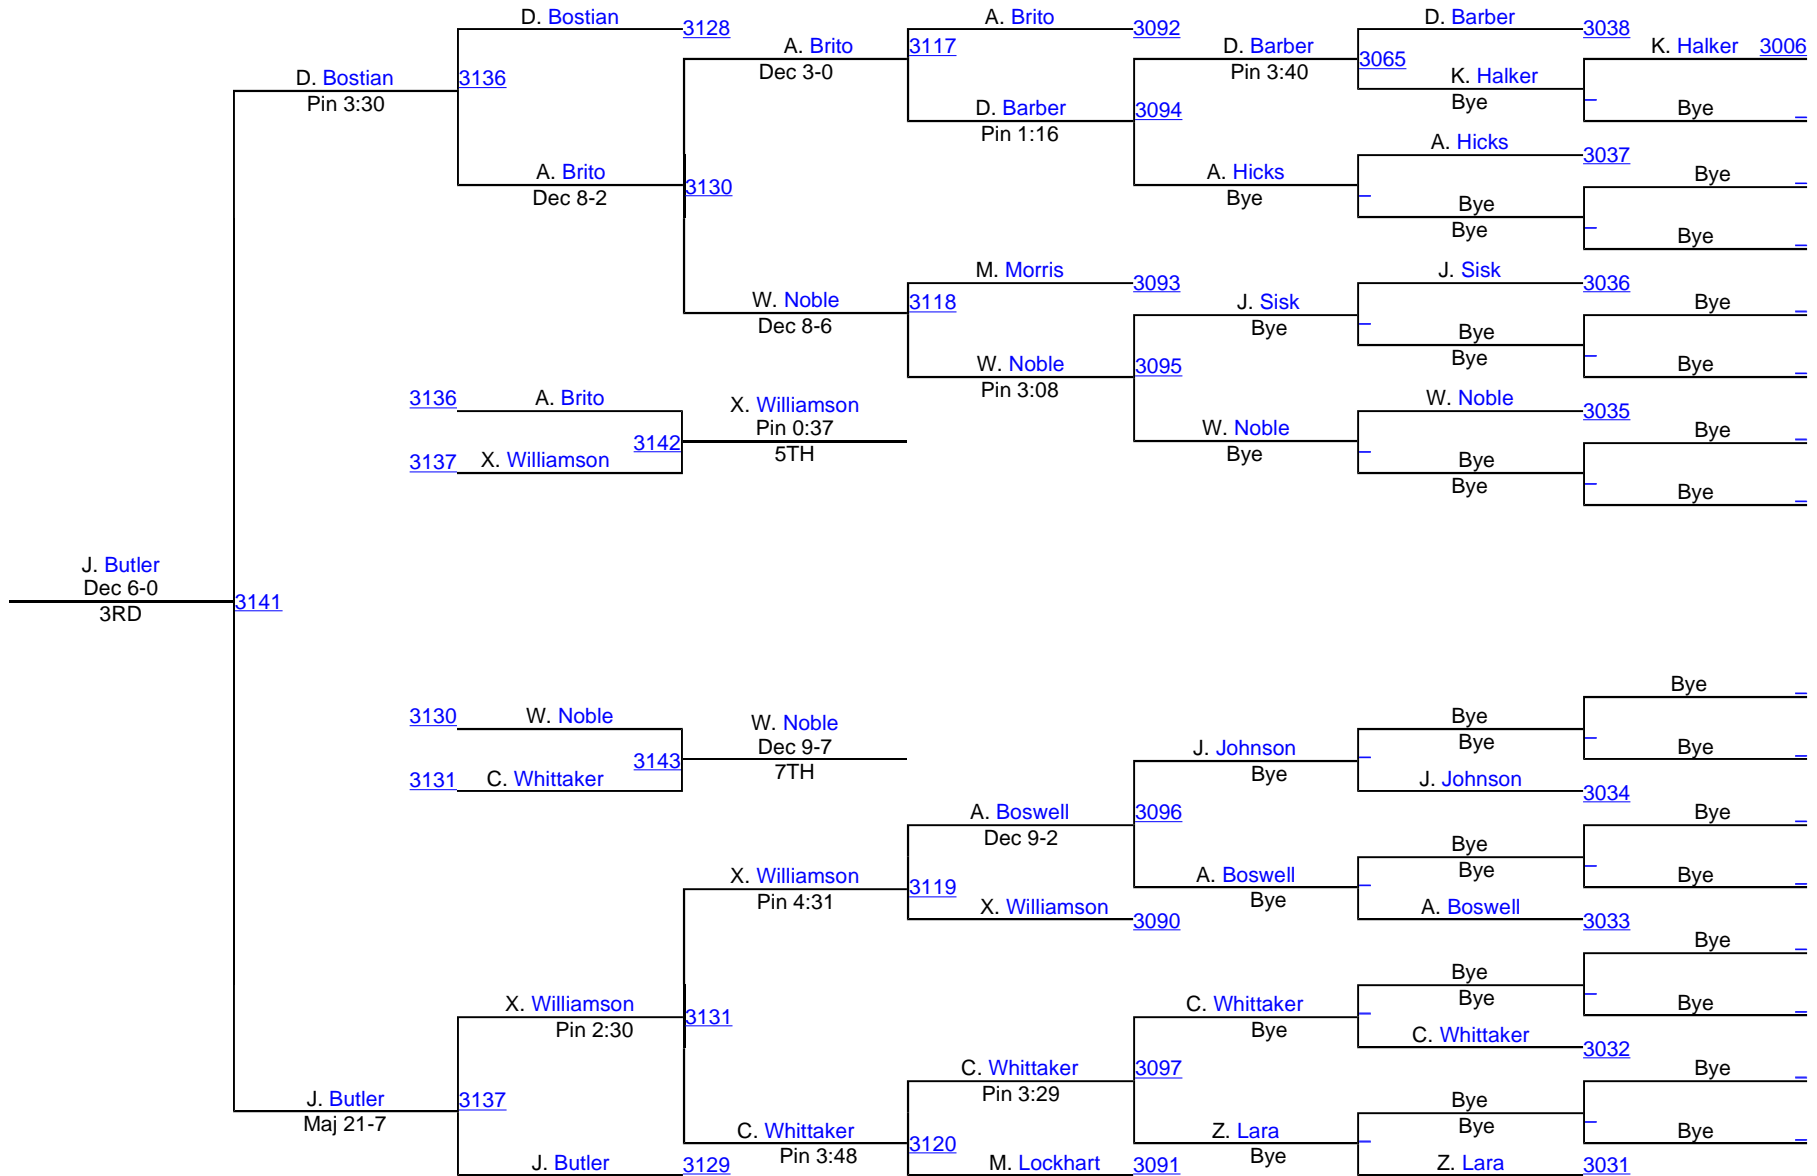 D. Bostian
3128
A. Brito
3092
D. Barber
3038
A. Brito
Dec 3-0
3117
D. Barber
Pin 3:40
3065
K. Halker 3006
D. Bostian
Pin 3:30
3136
K. Halker
Bye
Bye
D. Barber
Pin 1:16
3094
A. Hicks
3037
A. Brito
Dec 8-2
3130
A. Hicks
Bye
Bye
Bye
Bye
Bye
M. Morris
3093
J. Sisk
3036
W. Noble
Dec 8-6
3118
J. Sisk
Bye
Bye
Bye
Bye
Bye
W. Noble
Pin 3:08
3095
3136 A. Brito
X. Williamson
Pin 0:37
5TH
3142
3137 X. Williamson
W. Noble
3035
W. Noble
Bye
Bye
Bye
Bye
Bye
J. Butler
Dec 6-0
3RD
3141
Bye
3130 W. Noble
W. Noble
Dec 9-7
7TH
3143
3131 C. Whittaker
Bye
Bye
Bye
J. Johnson
Bye
J. Johnson
3034
A. Boswell
Dec 9-2
3096
Bye
Bye
Bye
Bye
X. Williamson
Pin 4:31
3119
A. Boswell
Bye
X. Williamson
3090
A. Boswell
3033
Bye
Bye
Bye
Bye
X. Williamson
Pin 2:30
3131
C. Whittaker
Bye
C. Whittaker
3032
C. Whittaker
Pin 3:29
3097
Bye
J. Butler
Maj 21-7
3137
Bye
Bye
Bye
C. Whittaker
Pin 3:48
3120
Z. Lara
Bye
J. Butler
3129
M. Lockhart
3091
Z. Lara
3031